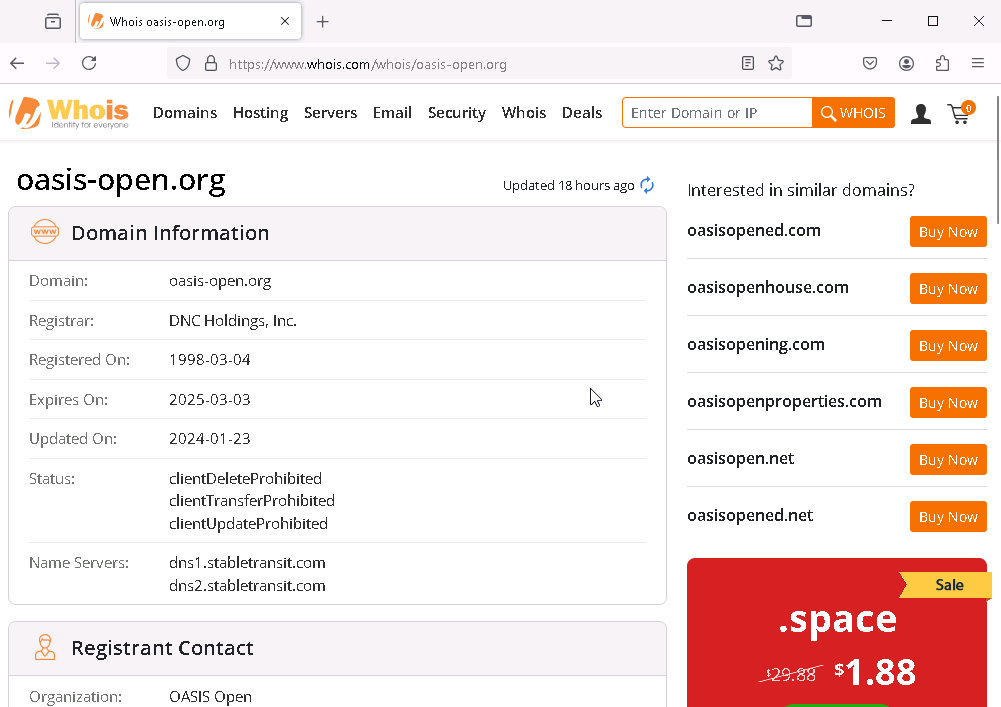 Whois oasis-open.org
https://www.whois.com/whois/oasis-open.org
Whois
Identity for everyone
Domains Hosting Servers Email Security Whois Deals
Enter Domain or IP
WHOIS
0
oasis-open.org
Updated 18 hours ago
Domain Information
Domain: oasis-open.org
Registrar: DNC Holdings, Inc.
Registered On: 1998-03-04
Expires On: 2025-03-03
Updated On: 2024-01-23
Status: clientDeleteProhibited
clientTransferProhibited
clientUpdateProhibited
Name Servers: dns1.stabletransit.com
dns2.stabletransit.com
Registrant Contact
Organization: OASIS Open
Interested in similar domains?
oasisopened.com Buy Now
oasisopenhouse.com Buy Now
oasisopening.com Buy Now
oasisopenproperties.com Buy Now
oasisopen.net Buy Now
oasisopened.net Buy Now
Sale
.space
$29.88 $1.88